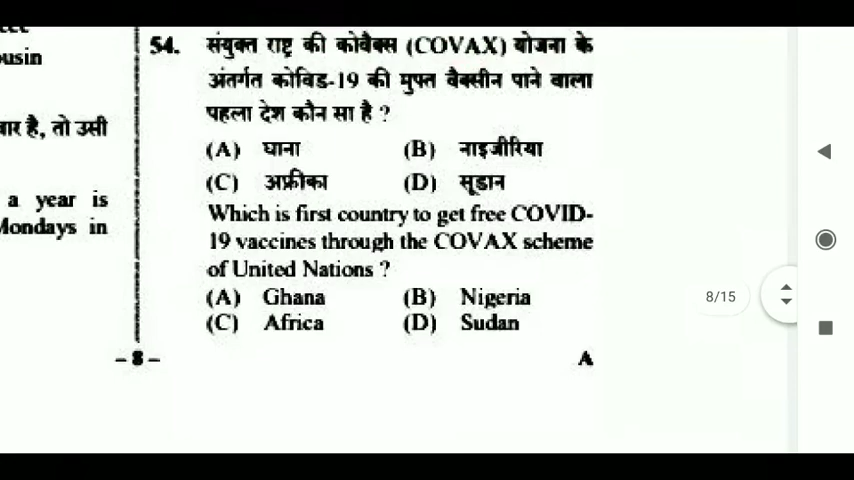 usin
वार है, तो उसी
a year is
Mondays in
54. संयुक्त राष्ट्र की कोवैक्स (COVAX) योजना के
अंतर्गत कोविड-19 की मुफ्त वैक्सीन पाने वाला
पहला देश कौन सा है ?
(A) घाना (B) नाइजीरिया
(C) अफ्रीका (D) सूडान
Which is first country to get free COVID-
19 vaccines through the COVAX scheme
of United Nations ?
(A) Ghana (B) Nigeria
(C) Africa (D) Sudan
- 8 -
A
8/15